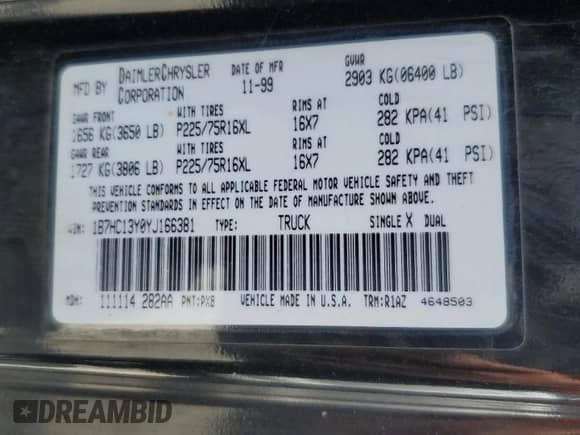 MFD BY DAIMLERCHRYSLER CORPORATION DATE OF MFR 11-99 GVWR 2903 KG(06400 LB)
GAWR FRONT WITH TIRES RIMS AT COLD
1656 KG(3650 LB) P225/75R16XL 16X7 282 KPA(41 PSI)
GAWR REAR WITH TIRES RIMS AT COLD
1727 KG(3806 LB) P225/75R16XL 16X7 282 KPA(41 PSI)
THIS VEHICLE CONFORMS TO ALL APPLICABLE FEDERAL MOTOR VEHICLE SAFETY AND THEFT
PREVENTION STANDARDS IN EFFECT ON THE DATE OF MANUFACTURE SHOWN ABOVE.
VIN: 1B7HC13Y0YJ166381 TYPE: TRUCK SINGLE X DUAL
MDH: 111114 282AA PNT:PXB VEHICLE MADE IN U.S.A. TRM:R1AZ 4648503
DREAMBID